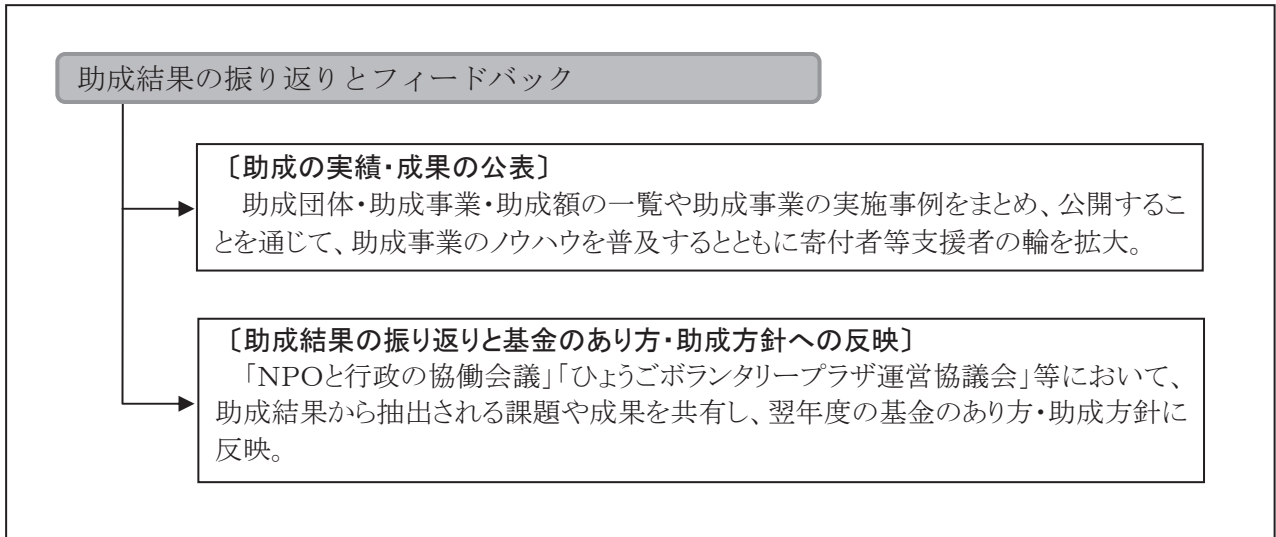 助成結果の振り返りとフィードバック
〔助成の実績・成果の公表〕
助成団体・助成事業・助成額の一覧や助成事業の実施事例をまとめ、公開するこ
とを通じて、助成事業のノウハウを普及するとともに寄付者等支援者の輪を拡大。
〔助成結果の振り返りと基金のあり方・助成方針への反映〕
「NPOと行政の協働会議」「ひょうごボランタリープラザ運営協議会」等において、
助成結果から抽出される課題や成果を共有し、翌年度の基金のあり方・助成方針に
反映。